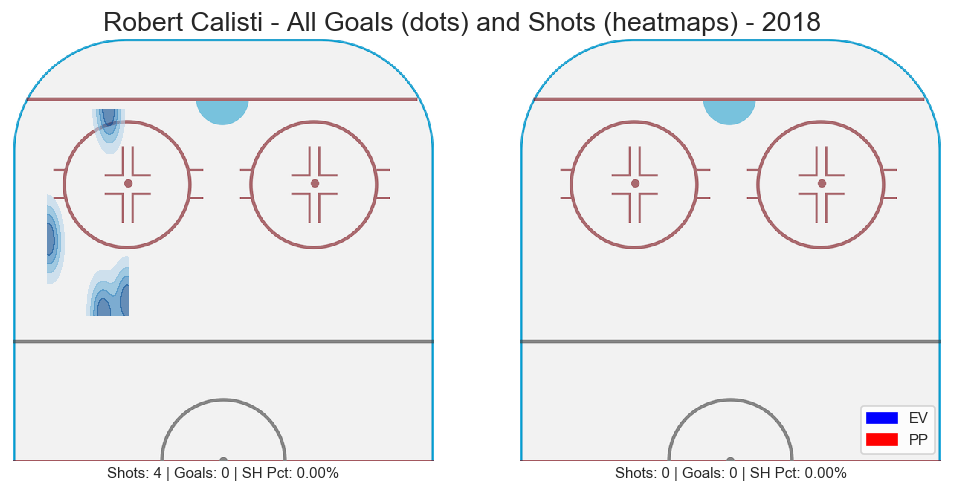 Robert Calisti - All Goals (dots) and Shots (heatmaps) - 2018
EV
PP
Shots: 4 | Goals: 0 | SH Pct: 0.00%
Shots: 0 | Goals: 0 | SH Pct: 0.00%